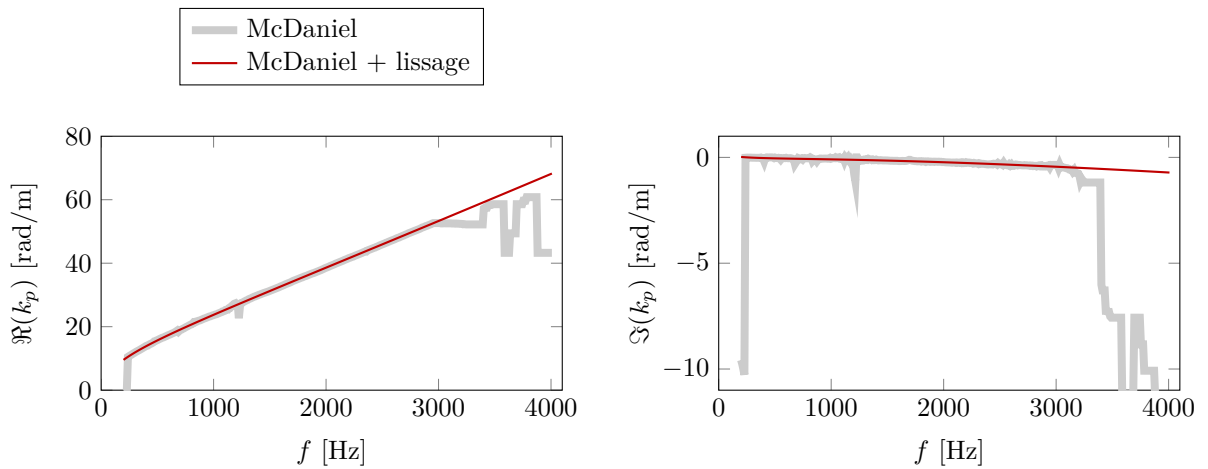 McDaniel
McDaniel + lissage
80
60
40
20
0
0 1000 2000 3000 4000
f [Hz]
ℜ(k_p) [rad/m]
0
−5
−10
0 1000 2000 3000 4000
f [Hz]
ℑ(k_p) [rad/m]